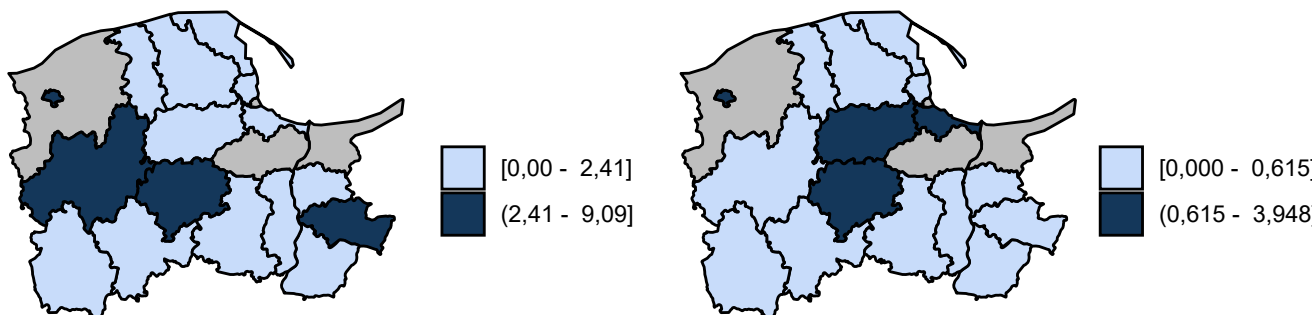 [0,00 - 2,41]
(2,41 - 9,09]
[0,000 - 0,615]
(0,615 - 3,948]